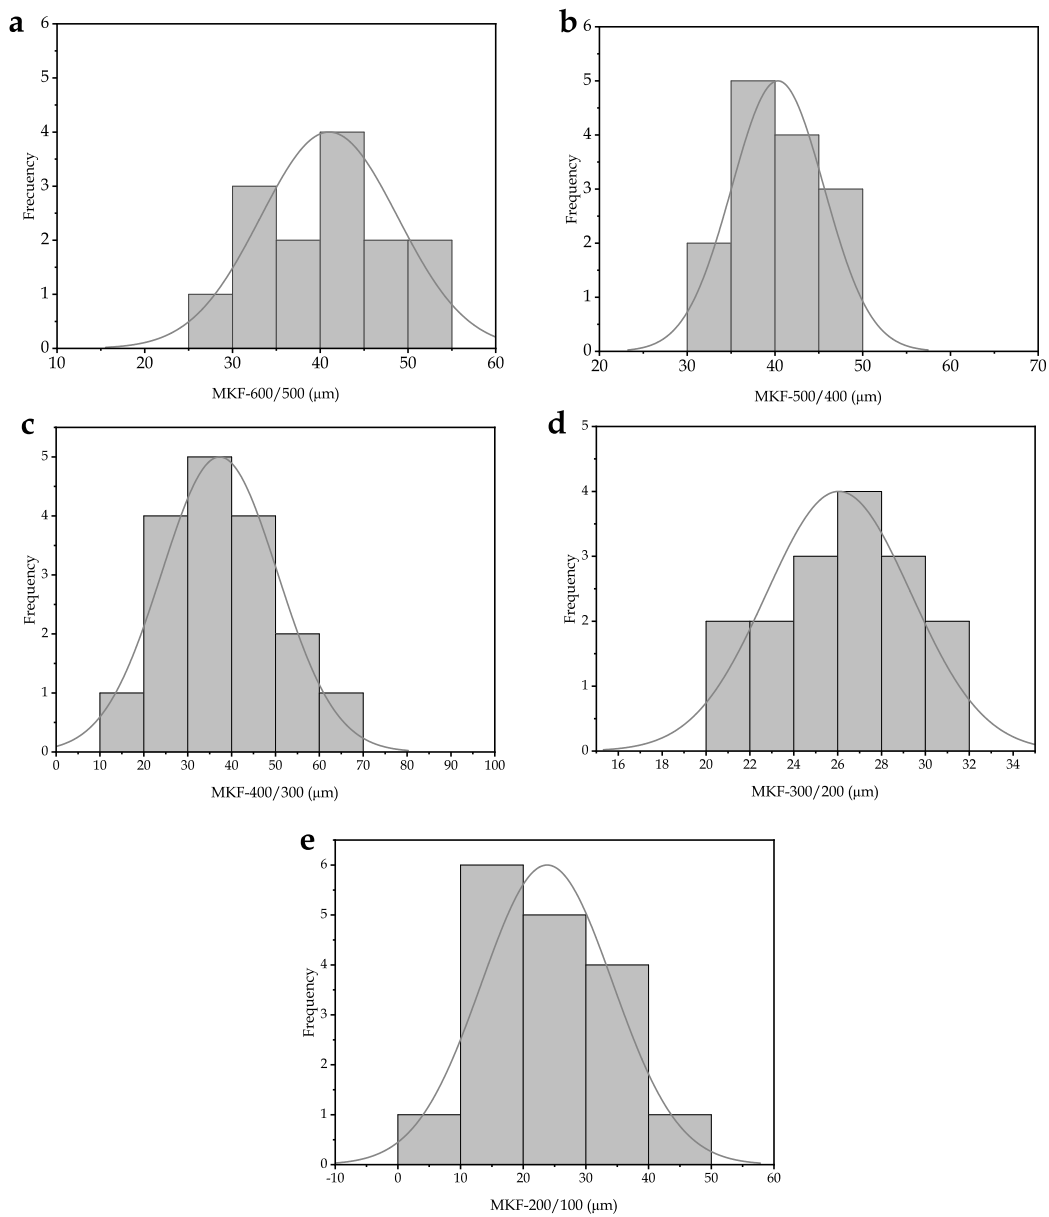 a
6
5
4
3
2
1
0
Frecuency
10 20 30 40 50 60
MKF-600/500 (µm)
b
6
5
4
3
2
1
0
Frequency
20 30 40 50 60 70
MKF-500/400 (µm)
c
5
4
3
2
1
0
Frequency
0 10 20 30 40 50 60 70 80 90 100
MKF-400/300 (µm)
d
5
4
3
2
1
0
Frequency
16 18 20 22 24 26 28 30 32 34
MKF-300/200 (µm)
e
6
5
4
3
2
1
0
Frequency
-10 0 10 20 30 40 50 60
MKF-200/100 (µm)